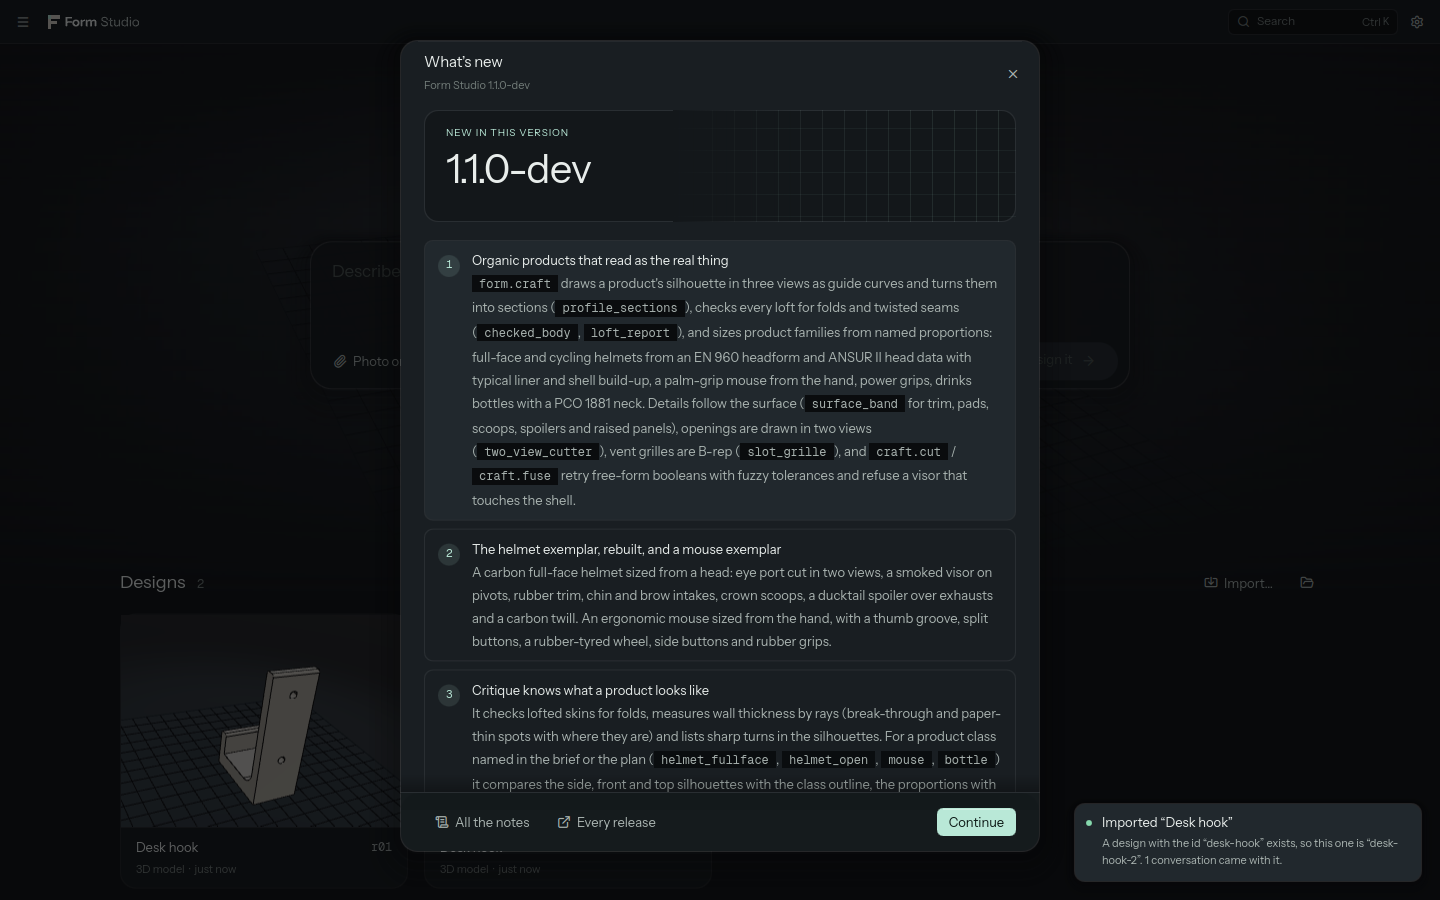 Form Studio
Search
Ctrl K
What's new
Form Studio 1.1.0-dev
NEW IN THIS VERSION
1.1.0-dev
1
Organic products that read as the real thing
form.craft draws a product's silhouette in three views as guide curves and turns them
into sections ( profile_sections ), checks every loft for folds and twisted seams
( checked_body , loft_report ), and sizes product families from named proportions:
full-face and cycling helmets from an EN 960 headform and ANSUR II head data with
typical liner and shell build-up, a palm-grip mouse from the hand, power grips, drinks
bottles with a PCO 1881 neck. Details follow the surface ( surface_band for trim, pads,
scoops, spoilers and raised panels), openings are drawn in two views
( two_view_cutter ), vent grilles are B-rep ( slot_grille ), and craft.cut /
craft.fuse retry free-form booleans with fuzzy tolerances and refuse a visor that
touches the shell.
2
The helmet exemplar, rebuilt, and a mouse exemplar
A carbon full-face helmet sized from a head: eye port cut in two views, a smoked visor on
pivots, rubber trim, chin and brow intakes, crown scoops, a ducktail spoiler over exhausts
and a carbon twill. An ergonomic mouse sized from the hand, with a thumb groove, split
buttons, a rubber-tyred wheel, side buttons and rubber grips.
3
Critique knows what a product looks like
It checks lofted skins for folds, measures wall thickness by rays (break-through and paper-
thin spots with where they are) and lists sharp turns in the silhouettes. For a product class
named in the brief or the plan ( helmet_fullface , helmet_open , mouse , bottle )
it compares the side, front and top silhouettes with the class outline, the proportions with
All the notes
Every release
Continue
Describe
Photo or
ign it
Designs 2
Import...
Desk hook
r01
3D model · just now
3D model · just now
Imported “Desk hook”
A design with the id “desk-hook” exists, so this one is “desk-
hook-2”. 1 conversation came with it.